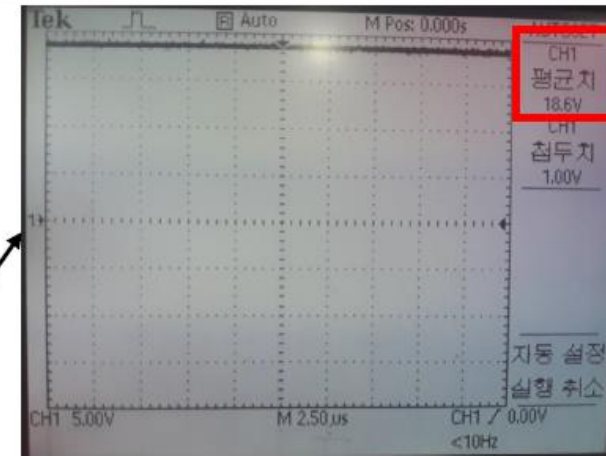 Tek R Auto M Pos: 0.000s AUTOSET
CH1
평균치
18.6V
CH1
첨두치
1.00V
1
자동 설정
실행 취소
CH1 5.00V M 2.50us CH1 / 0.00V
<10Hz